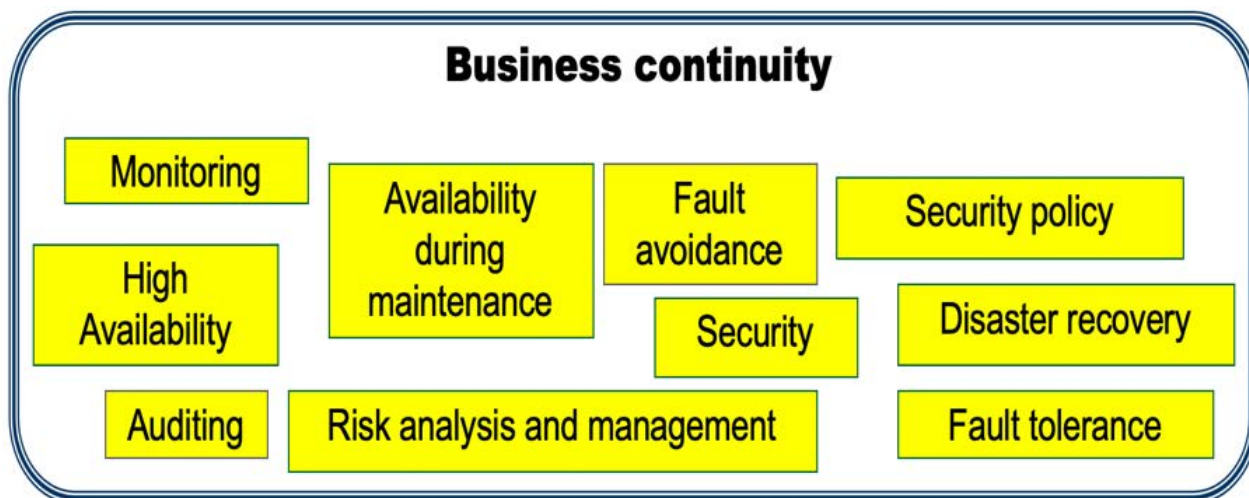 Business continuity
Monitoring
Availability
during
maintenance
Fault
avoidance
Security policy
High
Availability
Security
Disaster recovery
Auditing
Risk analysis and management
Fault tolerance